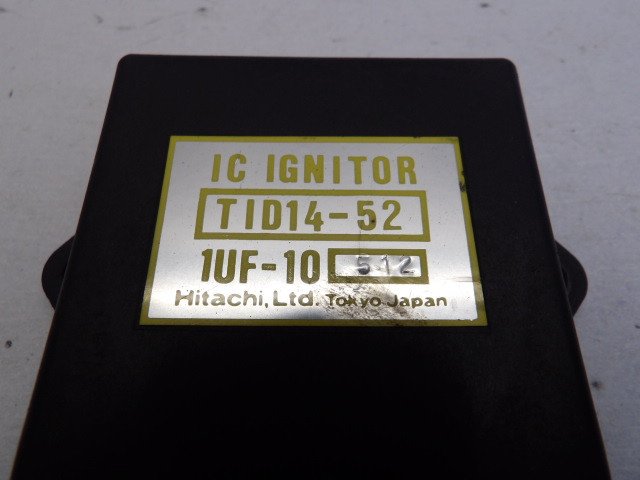 IC IGNITOR
TID14-52
1UF-10 512
Hitachi, Ltd. Tokyo Japan